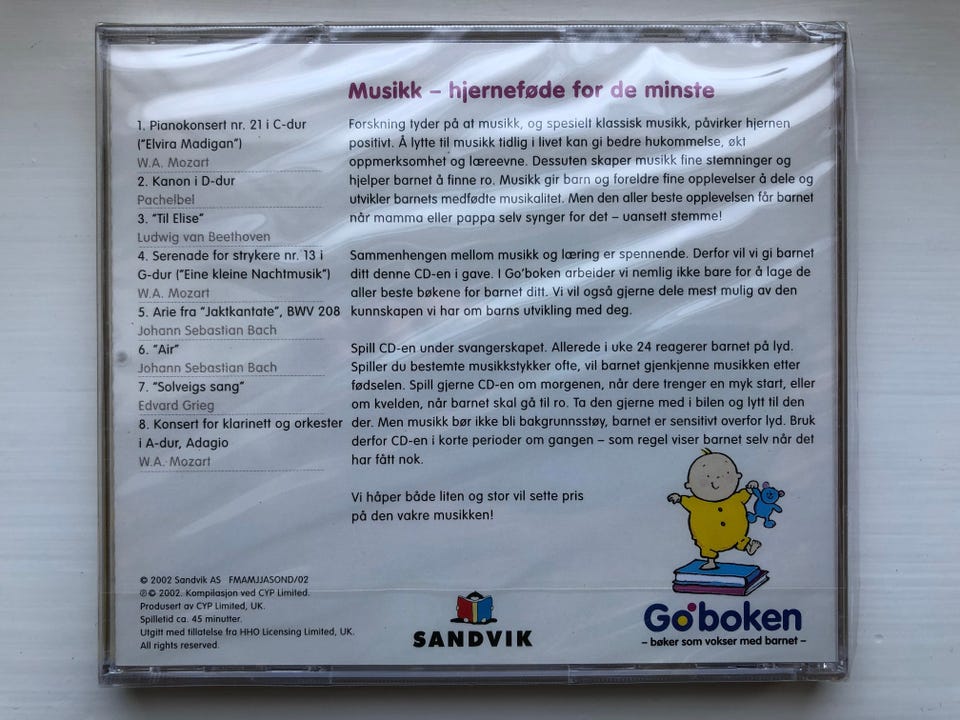 Musikk – hjerneføde for de minste
1. Pianokonsert nr. 21 i C-dur
("Elvira Madigan")
W.A. Mozart
2. Kanon i D-dur
Pachelbel
3. "Til Elise"
Ludwig van Beethoven
4. Serenade for strykere nr. 13 i
G-dur ("Eine kleine Nachtmusik")
W.A. Mozart
5. Arie fra "Jaktkantate", BWV 208
Johann Sebastian Bach
6. "Air"
Johann Sebastian Bach
7. "Solveigs sang"
Edvard Grieg
8. Konsert for klarinett og orkester
i A-dur, Adagio
W.A. Mozart
Forskning tyder på at musikk, og spesielt klassisk musikk, påvirker hjernen
positivt. Å lytte til musikk tidlig i livet kan gi bedre hukommelse, økt
oppmerksomhet og læreevne. Dessuten skaper musikk fine stemninger og
hjelper barnet å finne ro. Musikk gir barn og foreldre fine opplevelser å dele og
utvikler barnets medfødte musikalitet. Men den aller beste opplevelsen får barnet
når mamma eller pappa selv synger for det – uansett stemme!
Sammenhengen mellom musikk og læring er spennende. Derfor vil vi gi barnet
ditt denne CD-en i gave. I Go'boken arbeider vi nemlig ikke bare for å lage de
aller beste bøkene for barnet ditt. Vi vil også gjerne dele mest mulig av den
kunnskapen vi har om barns utvikling med deg.
Spill CD-en under svangerskapet. Allerede i uke 24 reagerer barnet på lyd.
Spiller du bestemte musikkstykker ofte, vil barnet gjenkjenne musikken etter
fødselen. Spill gjerne CD-en om morgenen, når dere trenger en myk start, eller
om kvelden, når barnet skal gå til ro. Ta den gjerne med i bilen og lytt til den
der. Men musikk bør ikke bli bakgrunnsstøy, barnet er sensitivt overfor lyd. Bruk
derfor CD-en i korte perioder om gangen – som regel viser barnet selv når det
har fått nok.
Vi håper både liten og stor vil sette pris
på den vakre musikken!
© 2002 Sandvik AS FMAMJJASOND/02
℗© 2002. Kompilasjon ved CYP Limited.
Produsert av CYP Limited, UK.
Spilletid ca. 45 minutter.
Utgitt med tillatelse fra HHO Licensing Limited, UK.
All rights reserved.
SANDVIK
Go'boken
– bøker som vokser med barnet –